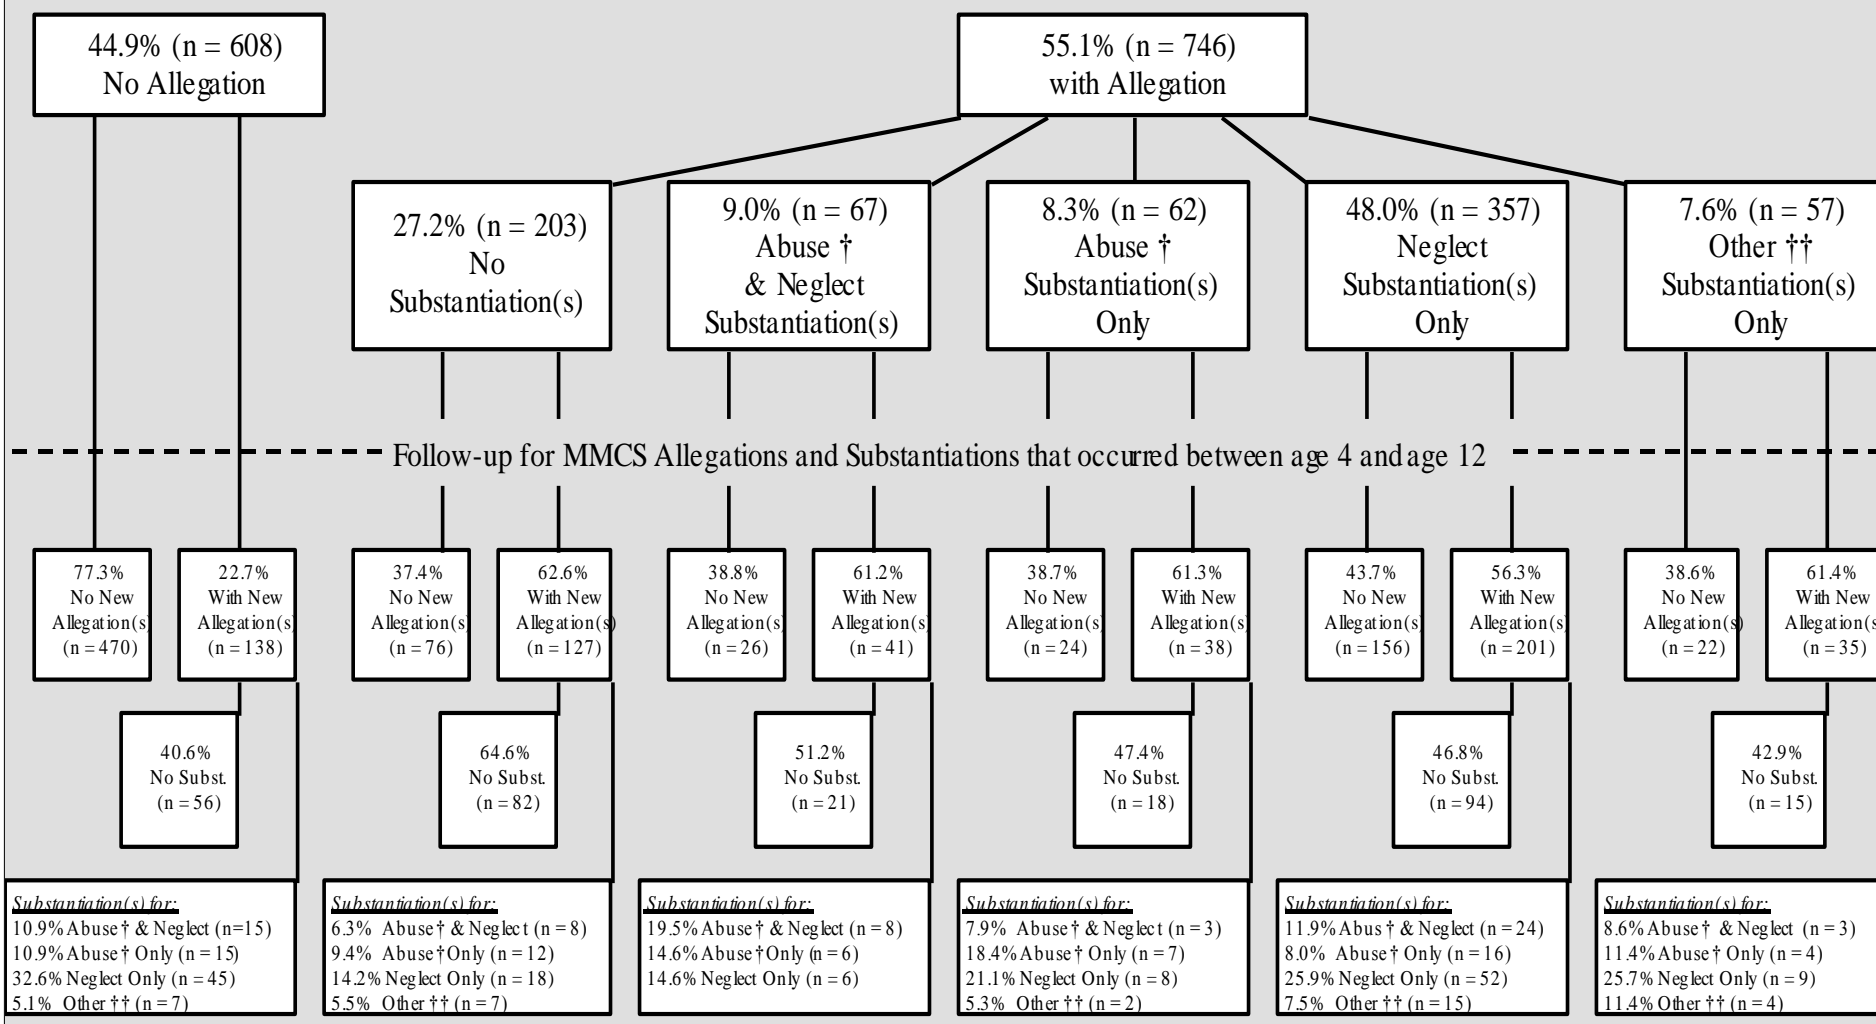 44.9% (n = 608)
No Allegation
55.1% (n = 746)
with Allegation
27.2% (n = 203)
No
Substantiation(s)
9.0% (n = 67)
Abuse †
& Neglect
Substantiation(s)
8.3% (n = 62)
Abuse †
Substantiation(s)
Only
48.0% (n = 357)
Neglect
Substantiation(s)
Only
7.6% (n = 57)
Other ††
Substantiation(s)
Only
Follow-up for MMCS Allegations and Substantiations that occurred between age 4 and age 12
77.3%
No New
Allegation(s)
(n = 470)
22.7%
With New
Allegation(s)
(n = 138)
37.4%
No New
Allegation(s)
(n = 76)
62.6%
With New
Allegation(s)
(n = 127)
38.8%
No New
Allegation(s)
(n = 26)
61.2%
With New
Allegation(s)
(n = 41)
38.7%
No New
Allegation(s)
(n = 24)
61.3%
With New
Allegation(s)
(n = 38)
43.7%
No New
Allegation(s)
(n = 156)
56.3%
With New
Allegation(s)
(n = 201)
38.6%
No New
Allegation(s)
(n = 22)
61.4%
With New
Allegation(s
(n = 35)
40.6%
No Subst.
(n = 56)
64.6%
No Subst.
(n = 82)
51.2%
No Subst.
(n = 21)
47.4%
No Subst.
(n = 18)
46.8%
No Subst.
(n = 94)
42.9%
No Subst.
(n = 15)
Substantiation(s) for:
10.9% Abuse † & Neglect (n=15)
10.9% Abuse † Only (n = 15)
32.6% Neglect Only (n = 45)
5.1% Other †† (n = 7)
Substantiation(s) for:
6.3% Abuse † & Neglect (n = 8)
9.4% Abuse † Only (n = 12)
14.2% Neglect Only (n = 18)
5.5% Other †† (n = 7)
Substantiation(s) for:
19.5% Abuse † & Neglect (n = 8)
14.6% Abuse † Only (n = 6)
14.6% Neglect Only (n = 6)
Substantiation(s) for:
7.9% Abuse † & Neglect (n = 3)
18.4% Abuse † Only (n = 7)
21.1% Neglect Only (n = 8)
5.3% Other †† (n = 2)
Substantiation(s) for:
11.9% Abus † & Neglect (n = 24)
8.0% Abuse † Only (n = 16)
25.9% Neglect Only (n = 52)
7.5% Other †† (n = 15)
Substantiation(s) for:
8.6% Abuse † & Neglect (n = 3)
11.4% Abuse † Only (n = 4)
25.7% Neglect Only (n = 9)
11.4% Other †† (n = 4)